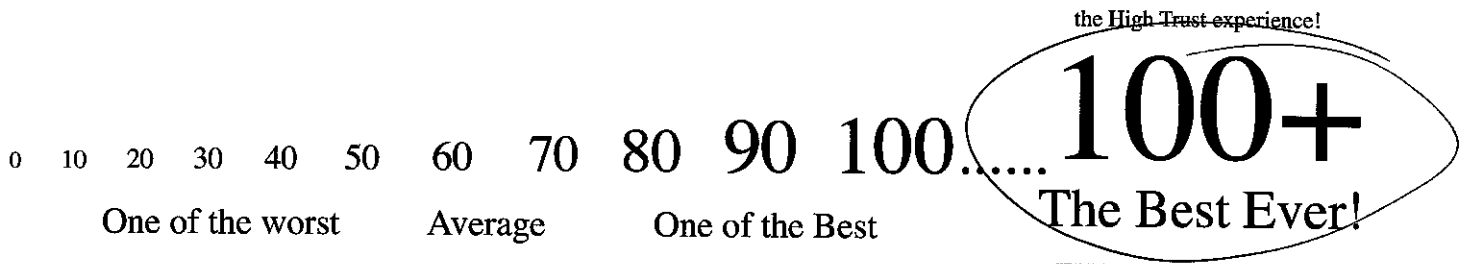 the High Trust experience!
0 10 20 30 40 50 60 70 80 90 100......100+
One of the worst Average One of the Best The Best Ever!